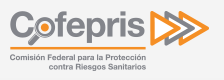 Cofepris
Comisión Federal para la Protección
contra Riesgos Sanitarios